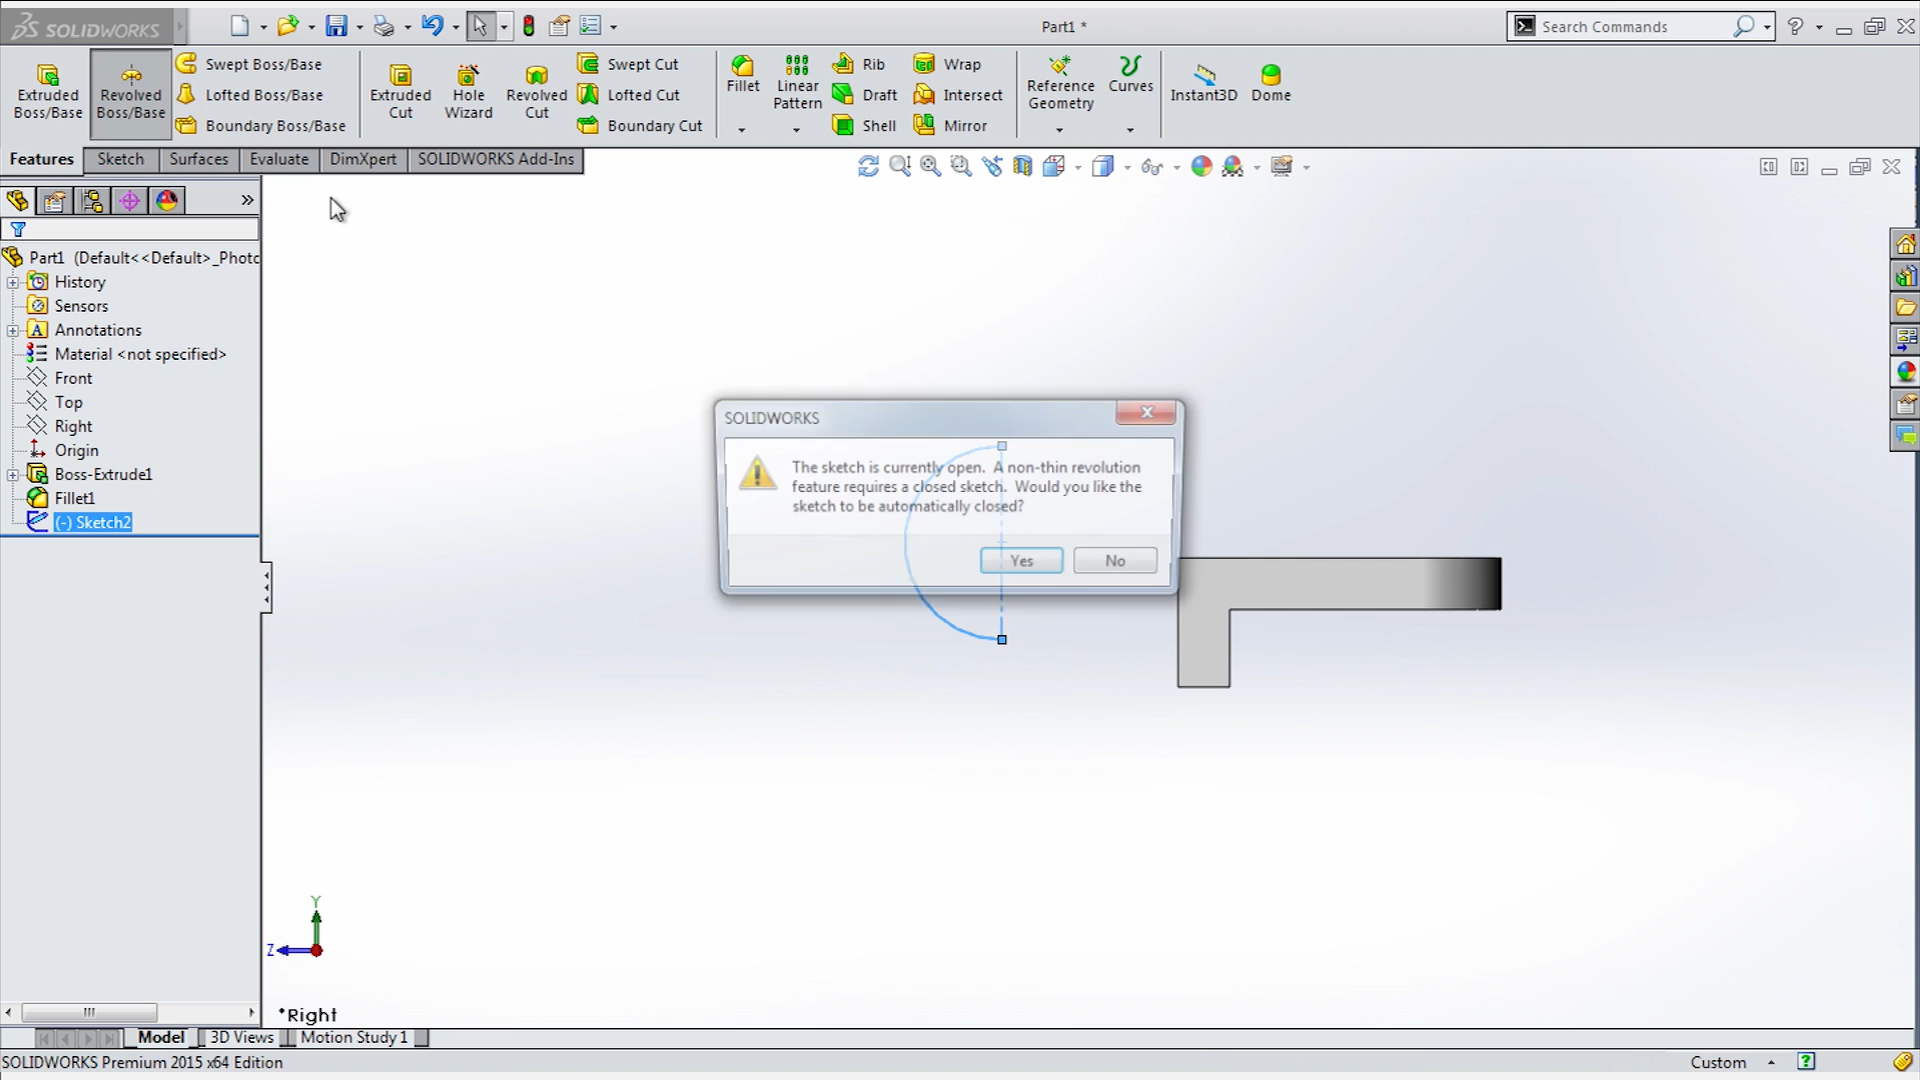 SOLIDWORKS
Part1 *
Search Commands
Extruded Boss/Base
Revolved Boss/Base
Swept Boss/Base
Lofted Boss/Base
Boundary Boss/Base
Extruded Cut
Hole Wizard
Revolved Cut
Swept Cut
Lofted Cut
Boundary Cut
Fillet
Linear Pattern
Rib
Draft
Shell
Wrap
Intersect
Mirror
Reference Geometry
Curves
Instant3D
Dome
Features
Sketch
Surfaces
Evaluate
DimXpert
SOLIDWORKS Add-Ins
Part1 (Default<<Default>_Photo
History
Sensors
Annotations
Material <not specified>
Front
Top
Right
Origin
Boss-Extrude1
Fillet1
(-) Sketch2
SOLIDWORKS
The sketch is currently open. A non-thin revolution
feature requires a closed sketch. Would you like the
sketch to be automatically closed?
Yes
No
Y
Z
*Right
Model
3D Views
Motion Study 1
SOLIDWORKS Premium 2015 x64 Edition
Custom